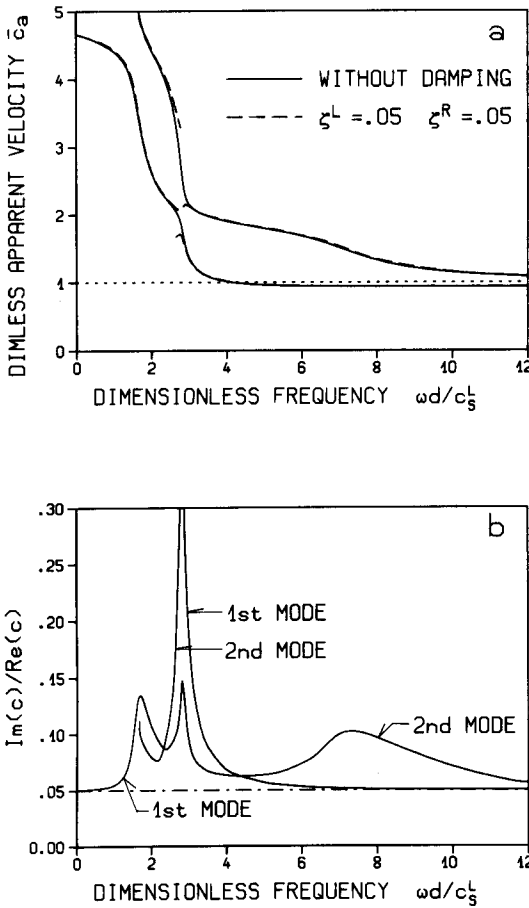 a
5
4
3
2
1
0
DIMLESS APPARENT VELOCITY c̄a
WITHOUT DAMPING
ζᴸ =.05 ζᴿ =.05
0 2 4 6 8 10 12
DIMENSIONLESS FREQUENCY ωd/cₛᴸ
b
.30
.25
.20
.15
.10
.05
0.00
Im(c)/Re(c)
1st MODE
2nd MODE
2nd MODE
1st MODE
0 2 4 6 8 10 12
DIMENSIONLESS FREQUENCY ωd/cₛᴸ